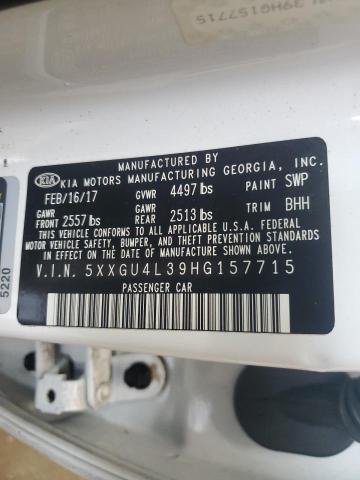 L39HG157715
MANUFACTURED BY
KIA KIA MOTORS MANUFACTURING GEORGIA, INC.
FEB/16/17 GVWR 4497 lbs PAINT SWP
GAWR FRONT 2557 lbs GAWR REAR 2513 lbs TRIM BHH
THIS VEHICLE CONFORMS TO ALL APPLICABLE U.S.A. FEDERAL
MOTOR VEHICLE SAFETY, BUMPER, AND THEFT PREVENTION
STANDARDS IN EFFECT ON THE DATE OF MANUFACTURE SHOWN ABOVE.
V.I.N. 5XXGU4L39HG157715
PASSENGER CAR
5220